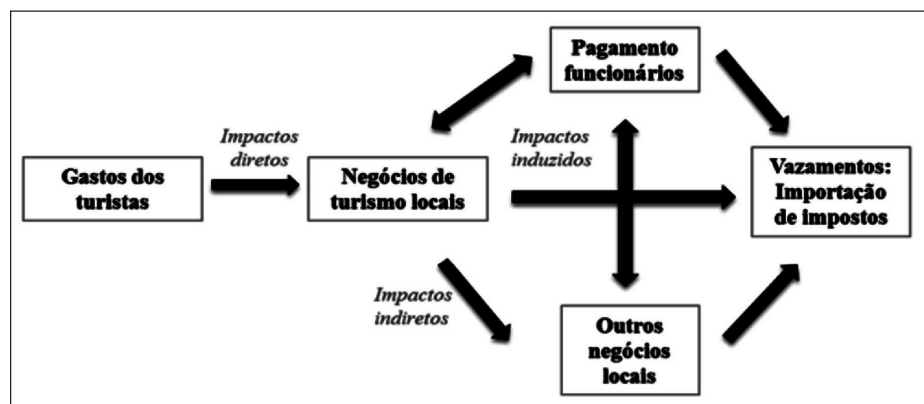 Pagamento
funcionários
Impactos
diretos
Impactos
induzidos
Gastos dos
turistas
Negócios de
turismo locais
Vazamentos:
Importação
de impostos
Impactos
indiretos
Outros
negócios
locais